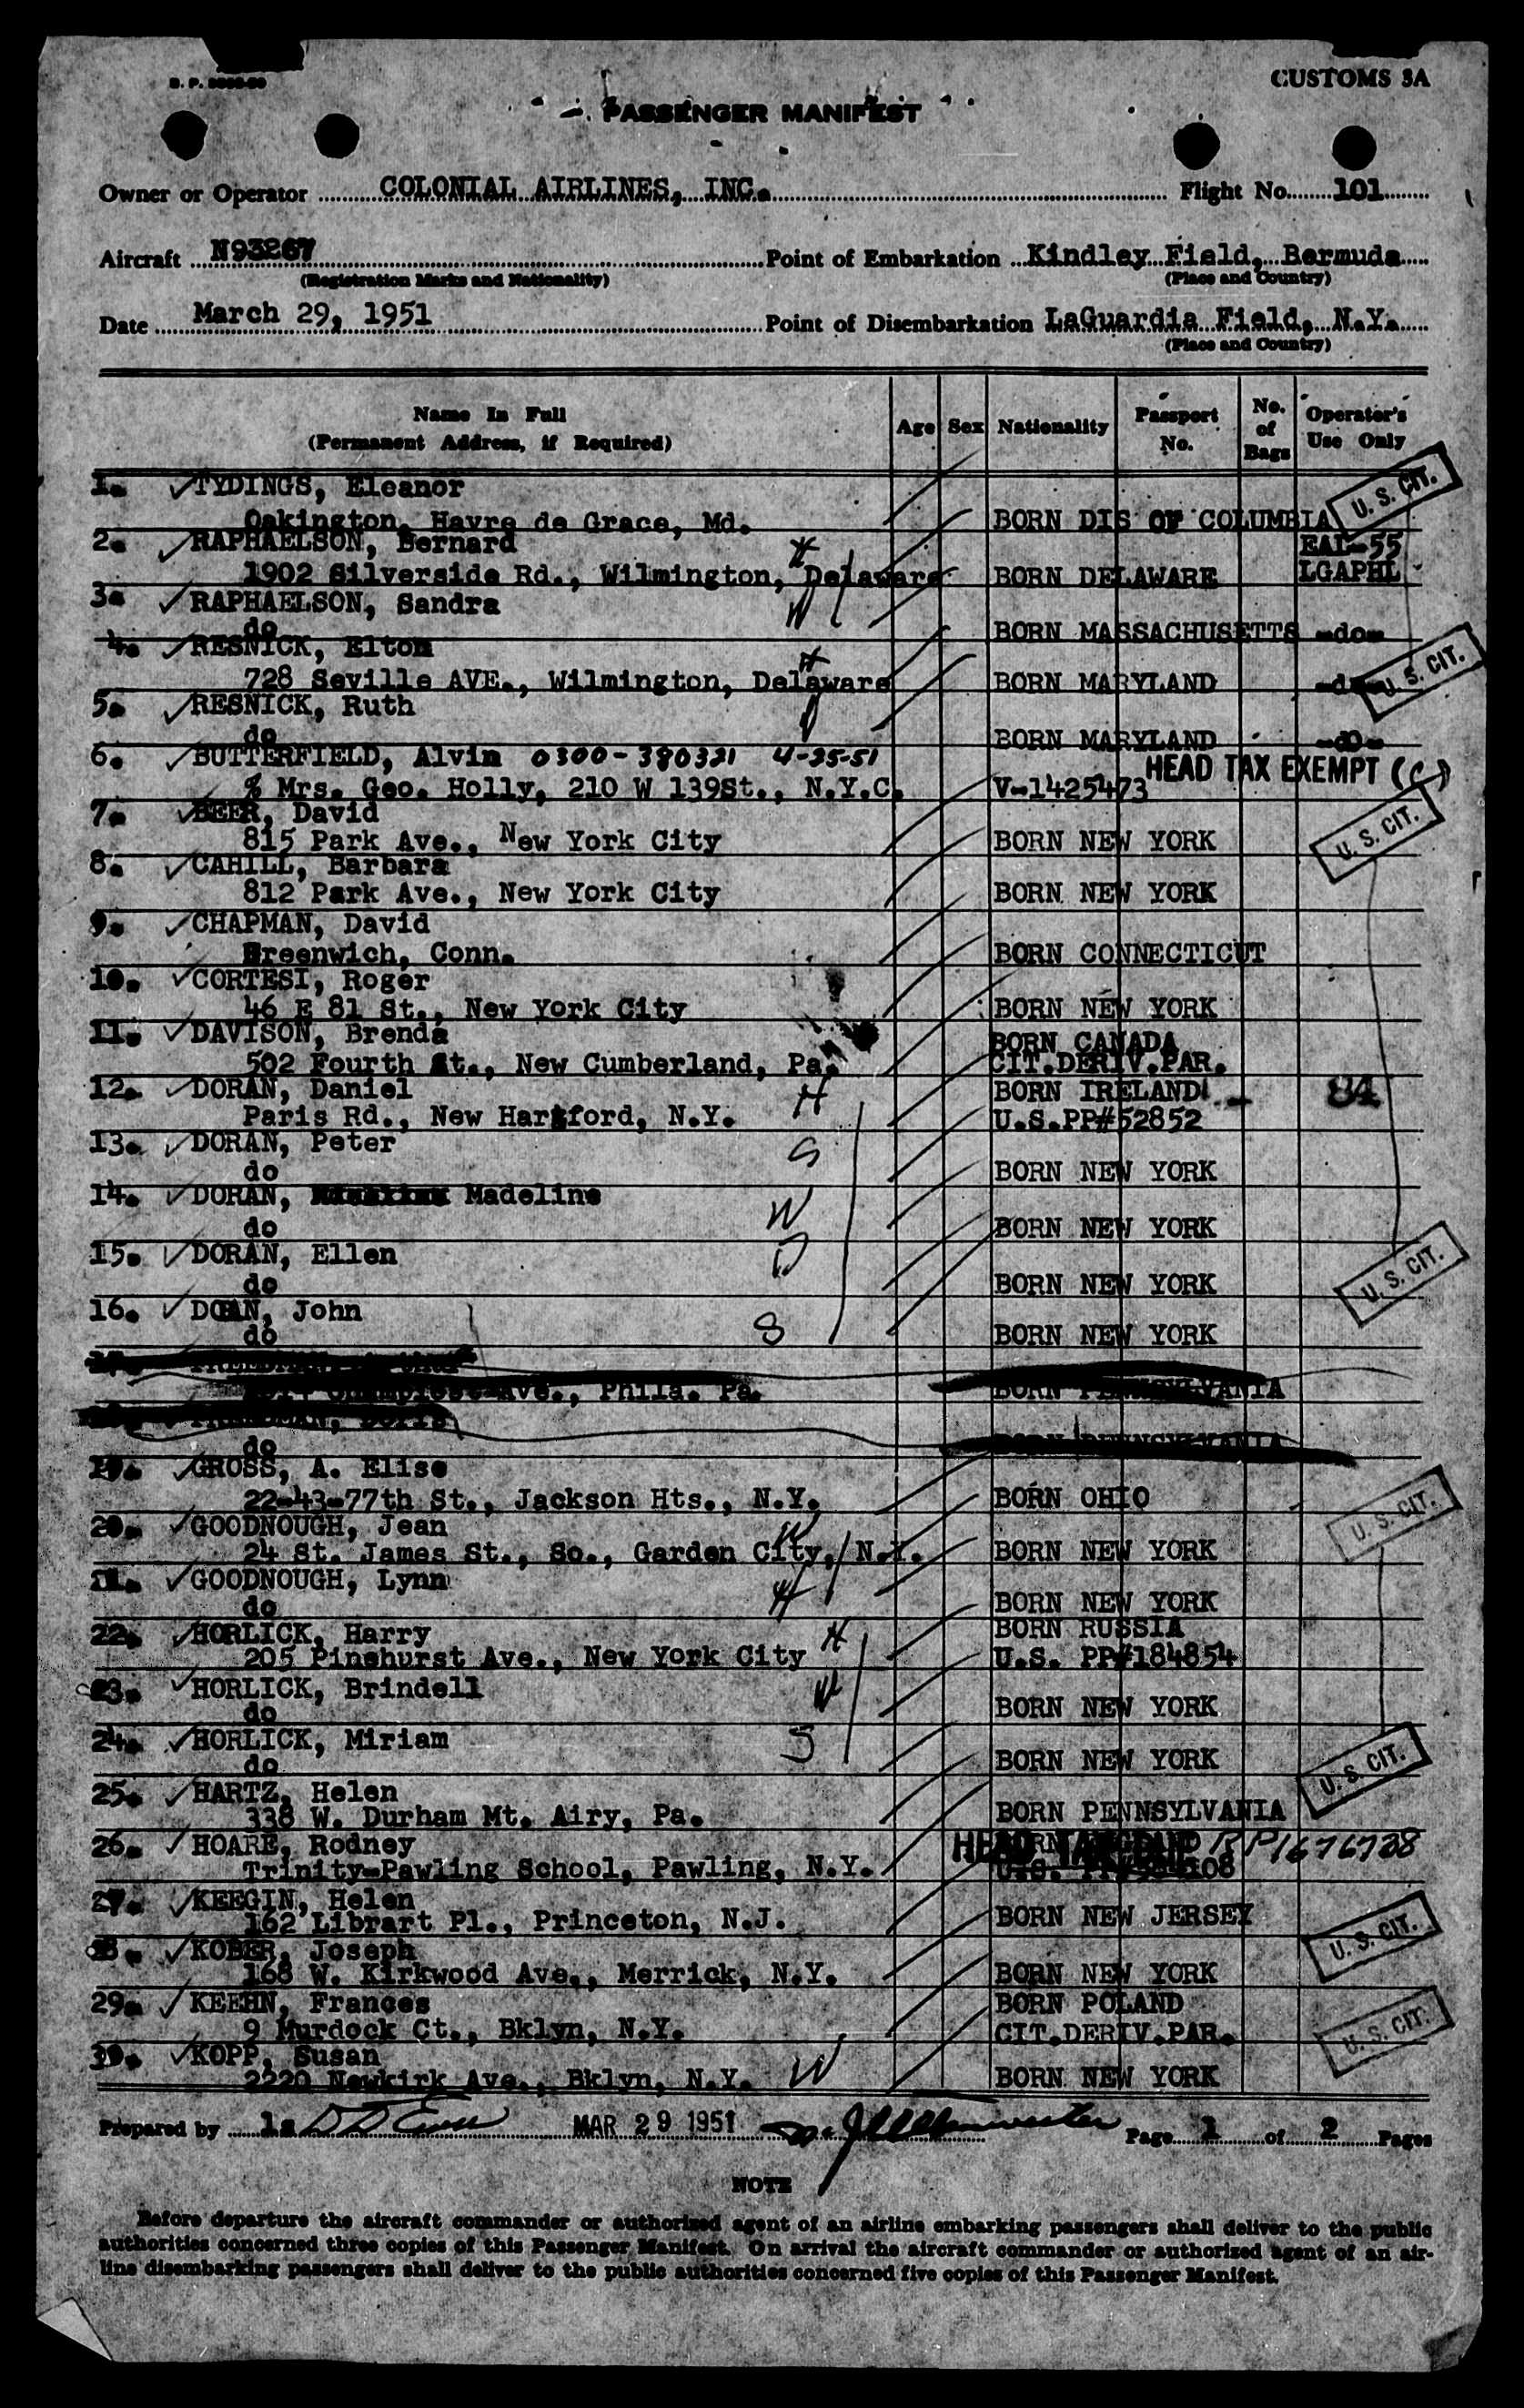 CUSTOMS 3A
PASSENGER MANIFEST
Owner or Operator COLONIAL AIRLINES, INC. Flight No. 101
Aircraft N93267 Point of Embarkation Kindley Field, Bermuda
(Registration Marks and Nationality) (Place and Country)
Date March 29, 1951 Point of Disembarkation LaGuardia Field, N.Y.
(Place and Country)
Name In Full (Permanent Address, if Required) Age Sex Nationality Passport No. No. of Bags Operator's Use Only
1. TYDINGS, Eleanor U. S. CIT.
Oakington, Havre de Grace, Md. BORN DIS OF COLUMBIA
2. RAPHAELSON, Bernard H EAL-55
1902 Silverside Rd., Wilmington, Delaware BORN DELAWARE LGAPHL
3. RAPHAELSON, Sandra W
do BORN MASSACHUSETTS -do-
4. RESNICK, Elton H
728 Seville AVE., Wilmington, Delaware BORN MARYLAND U. S. CIT.
5. RESNICK, Ruth
do BORN MARYLAND -do-
6. BUTTERFIELD, Alvin 0300-380321 4-25-51 HEAD TAX EXEMPT
% Mrs. Geo. Holly, 210 W 139St., N.Y.C. V-1425473
7. BEER, David U. S. CIT.
815 Park Ave., New York City BORN NEW YORK
8. CAHILL, Barbara
812 Park Ave., New York City BORN NEW YORK
9. CHAPMAN, David
Greenwich, Conn. BORN CONNECTICUT
10. CORTESI, Roger
46 E 81 St., New York City BORN NEW YORK
11. DAVISON, Brenda BORN CANADA
502 Fourth St., New Cumberland, Pa. CIT.DERIV.PAR.
12. DORAN, Daniel H BORN IRELAND 84
Paris Rd., New Hartford, N.Y. U.S.PP#52852
13. DORAN, Peter S
do BORN NEW YORK
14. DORAN, Madeline W
do BORN NEW YORK
15. DORAN, Ellen D
do BORN NEW YORK U. S. CIT.
16. DORAN, John S
do BORN NEW YORK
Ave., Phila. Pa. BORN PENNSYLVANIA
do BORN PENNSYLVANIA
19. GROSS, A. Elise
22-43-77th St., Jackson Hts., N.Y. BORN OHIO U. S. CIT.
20. GOODNOUGH, Jean W
24 St. James St., So., Garden City, N.Y. BORN NEW YORK
21. GOODNOUGH, Lynn H
do BORN NEW YORK
22. HORLICK, Harry H BORN RUSSIA
205 Pinehurst Ave., New York City U.S. PP#184854
23. HORLICK, Brindell W
do BORN NEW YORK
24. HORLICK, Miriam S
do BORN NEW YORK U. S. CIT.
25. HARTZ, Helen
338 W. Durham Mt. Airy, Pa. BORN PENNSYLVANIA
26. HOARE, Rodney HEAD TAX RP1676738
Trinity-Pawling School, Pawling, N.Y.
27. KEEGIN, Helen
162 Librart Pl., Princeton, N.J. BORN NEW JERSEY U. S. CIT.
28. KOBER, Joseph
168 W. Kirkwood Ave., Merrick, N.Y. BORN NEW YORK
29. KEEHN, Frances BORN POLAND
9 Murdock Ct., Bklyn, N.Y. CIT.DERIV.PAR. U. S. CIT.
30. KOPP, Susan W
2220 Newkirk Ave., Bklyn, N.Y. BORN NEW YORK
Prepared by MAR 29 1951 Page 1 of 2 Pages
NOTE
Before departure the aircraft commander or authorized agent of an airline embarking passengers shall deliver to the public
authorities concerned three copies of this Passenger Manifest. On arrival the aircraft commander or authorized agent of an air-
line disembarking passengers shall deliver to the public authorities concerned five copies of this Passenger Manifest.